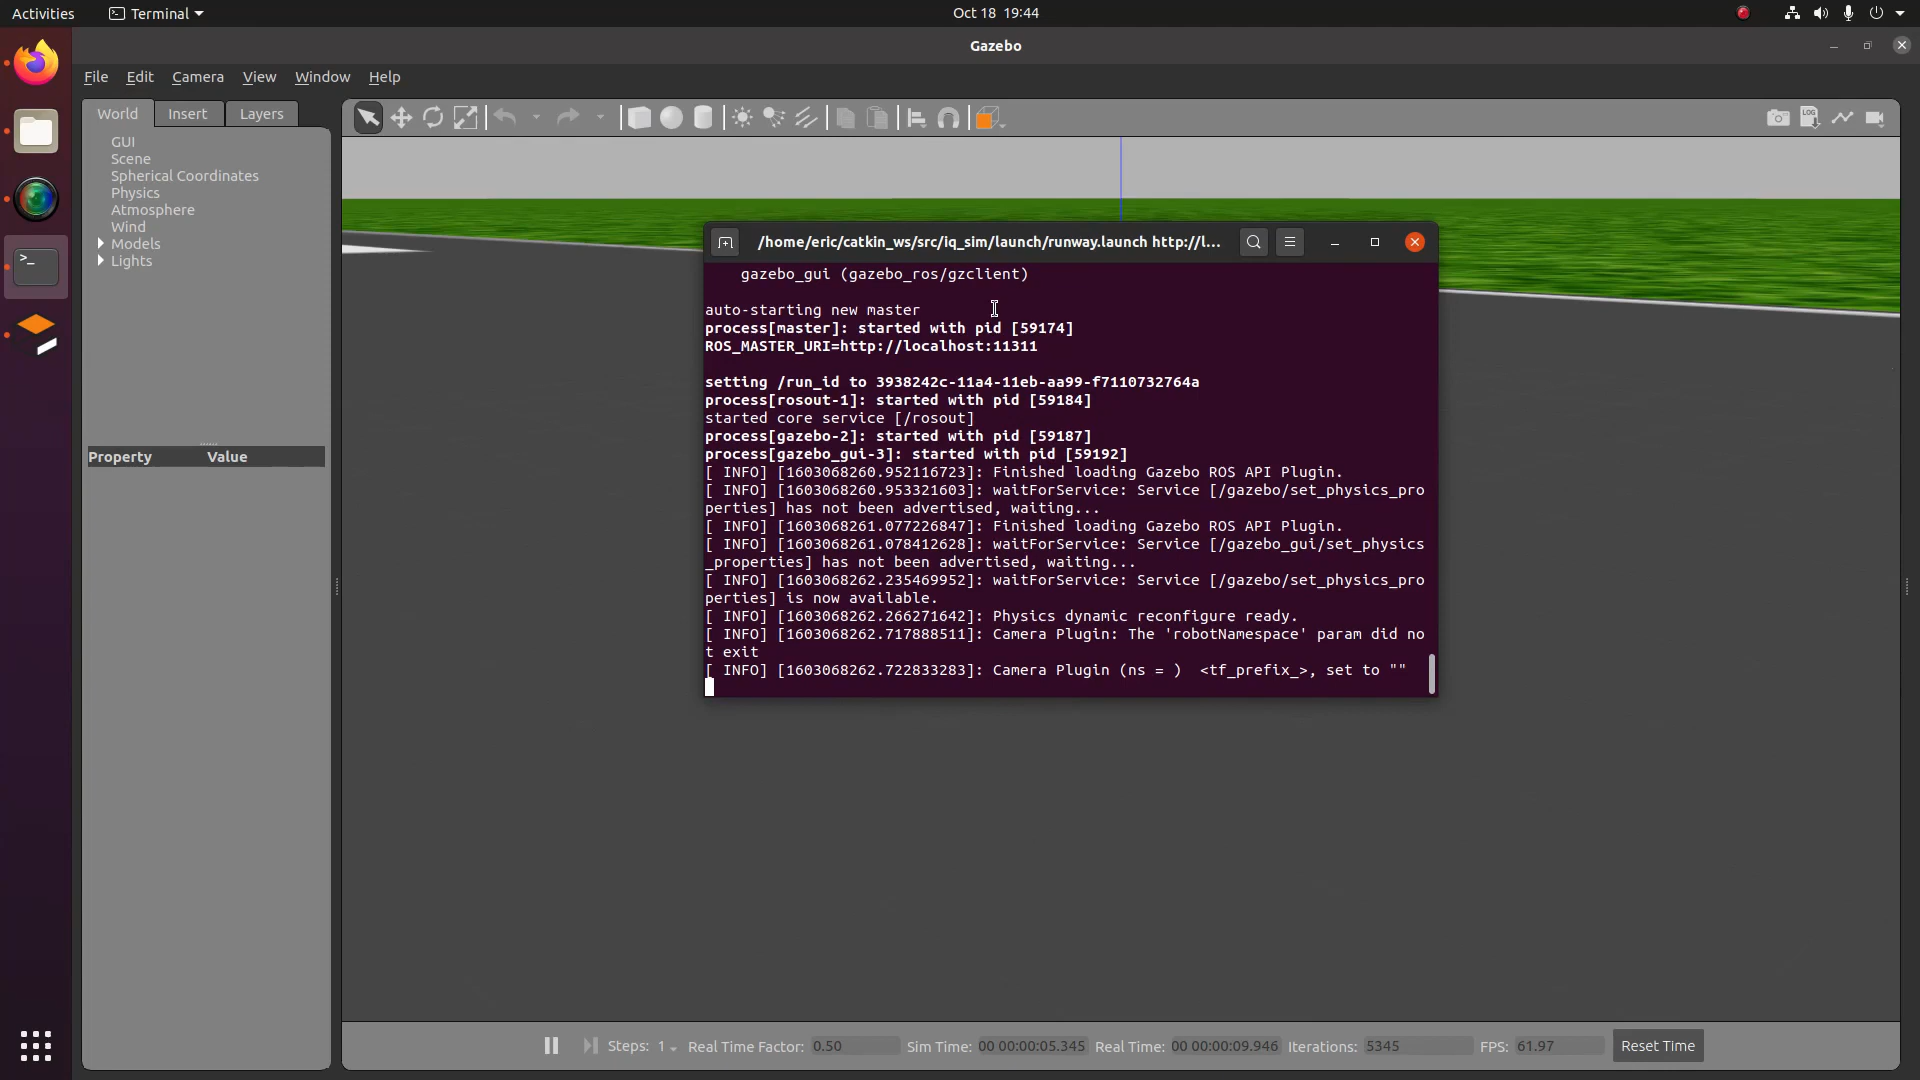 Activities
Terminal
Oct 18 19:44
Gazebo
File Edit Camera View Window Help
World Insert Layers
GUI
Scene
Spherical Coordinates
Physics
Atmosphere
Wind
Models
Lights
Property Value
LOG
/home/eric/catkin_ws/src/iq_sim/launch/runway.launch http://l...
gazebo_gui (gazebo_ros/gzclient)
auto-starting new master
process[master]: started with pid [59174]
ROS_MASTER_URI=http://localhost:11311
setting /run_id to 3938242c-11a4-11eb-aa99-f7110732764a
process[rosout-1]: started with pid [59184]
started core service [/rosout]
process[gazebo-2]: started with pid [59187]
process[gazebo_gui-3]: started with pid [59192]
[ INFO] [1603068260.952116723]: Finished loading Gazebo ROS API Plugin.
[ INFO] [1603068260.953321603]: waitForService: Service [/gazebo/set_physics_pro
perties] has not been advertised, waiting...
[ INFO] [1603068261.077226847]: Finished loading Gazebo ROS API Plugin.
[ INFO] [1603068261.078412628]: waitForService: Service [/gazebo_gui/set_physics
_properties] has not been advertised, waiting...
[ INFO] [1603068262.235469952]: waitForService: Service [/gazebo/set_physics_pro
perties] is now available.
[ INFO] [1603068262.266271642]: Physics dynamic reconfigure ready.
[ INFO] [1603068262.717888511]: Camera Plugin: The 'robotNamespace' param did no
t exit
[ INFO] [1603068262.722833283]: Camera Plugin (ns = )  <tf_prefix_>, set to ""
Steps: 1 Real Time Factor: 0.50 Sim Time: 00 00:00:05.345 Real Time: 00 00:00:09.946 Iterations: 5345 FPS: 61.97 Reset Time